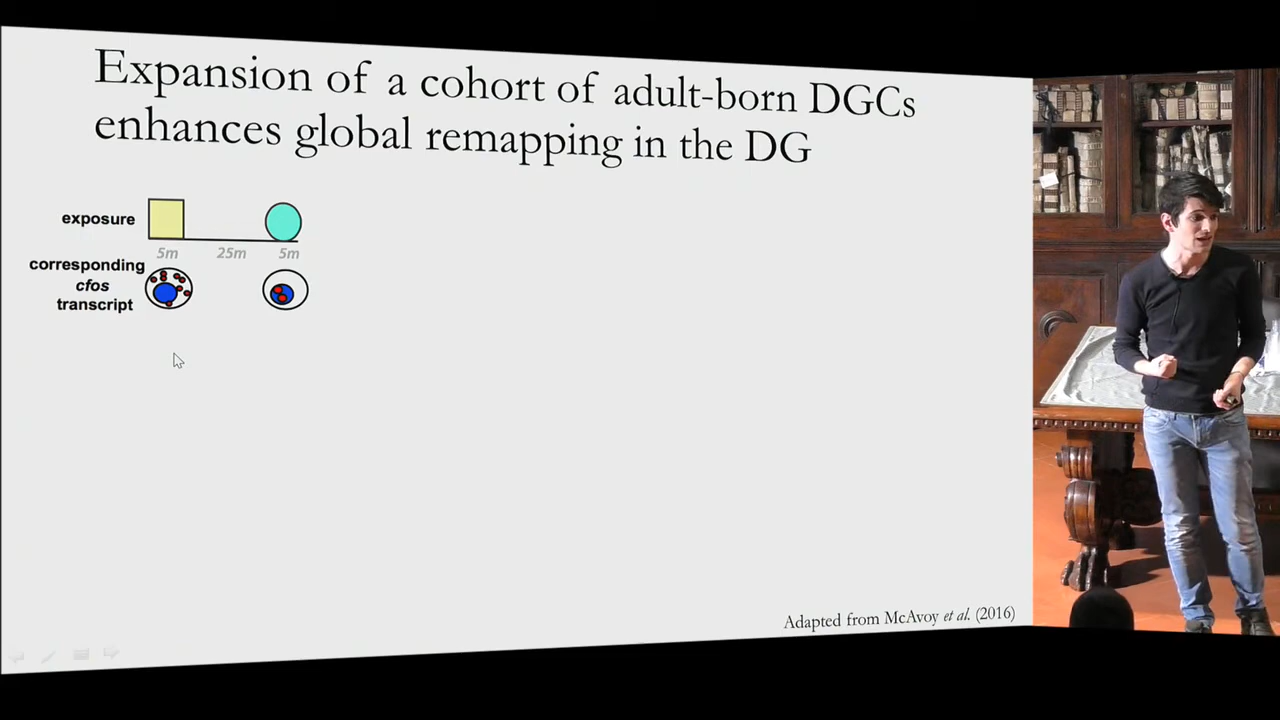 Expansion of a cohort of adult-born DGCs
enhances global remapping in the DG
exposure
5m 25m 5m
corresponding
cfos
transcript
Adapted from McAvoy et al. (2016)